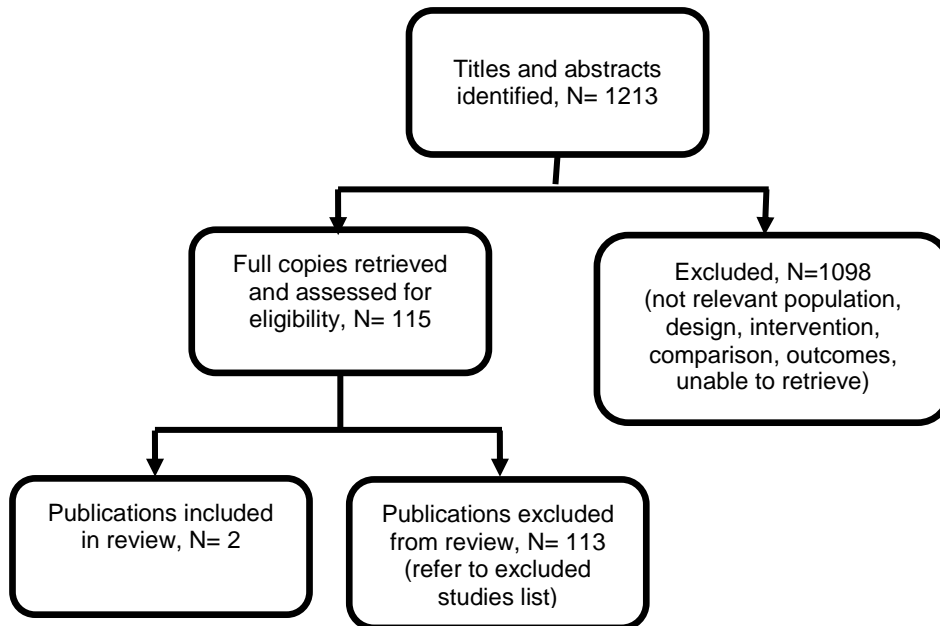 Titles and abstracts
identified, N= 1213
Full copies retrieved
and assessed for
eligibility, N= 115
Excluded, N=1098
(not relevant population,
design, intervention,
comparison, outcomes,
unable to retrieve)
Publications included
in review, N= 2
Publications excluded
from review, N= 113
(refer to excluded
studies list)